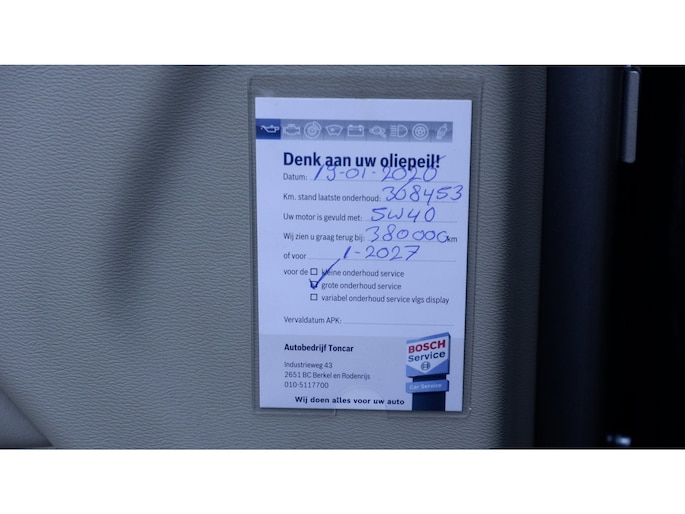 Denk aan uw oliepeil!
Datum: 19-01-2026
Km. stand laatste onderhoud: 368453
Uw motor is gevuld met: 5W40
Wij zien u graag terug bij: 380000 km
of voor 1-2027
voor de kleine onderhoud service
grote onderhoud service
variabel onderhoud service vlgs display
Vervaldatum APK:
Autobedrijf Toncar
Industrieweg 43
2651 BC Berkel en Rodenrijs
010-5117700
BOSCH
Service
Car Service
Wij doen alles voor uw auto